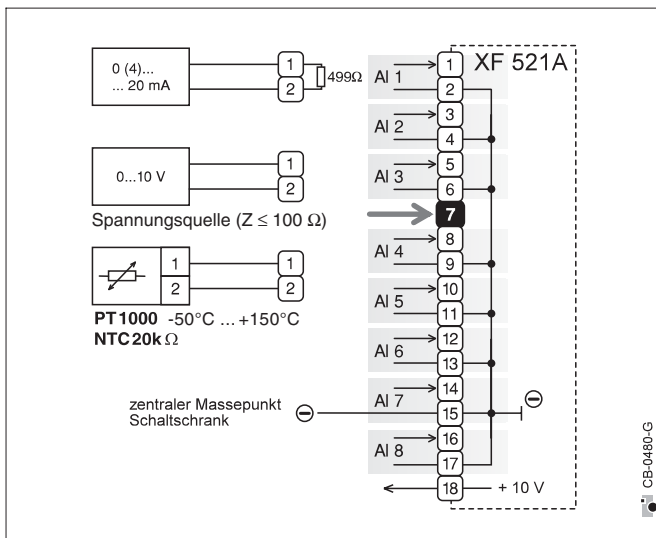 XF 521A
0 (4)...
... 20 mA
1
2
499Ω
0...10 V
1
2
Spannungsquelle (Z ≤ 100 Ω)
1
2
1
2
PT1000 -50°C ... +150°C
NTC20kΩ
zentraler Massepunkt
Schaltschrank
AI 1
1
2
AI 2
3
4
AI 3
5
6
7
AI 4
8
9
AI 5
10
11
AI 6
12
13
AI 7
14
15
AI 8
16
17
18
+ 10 V
CB-0480-G